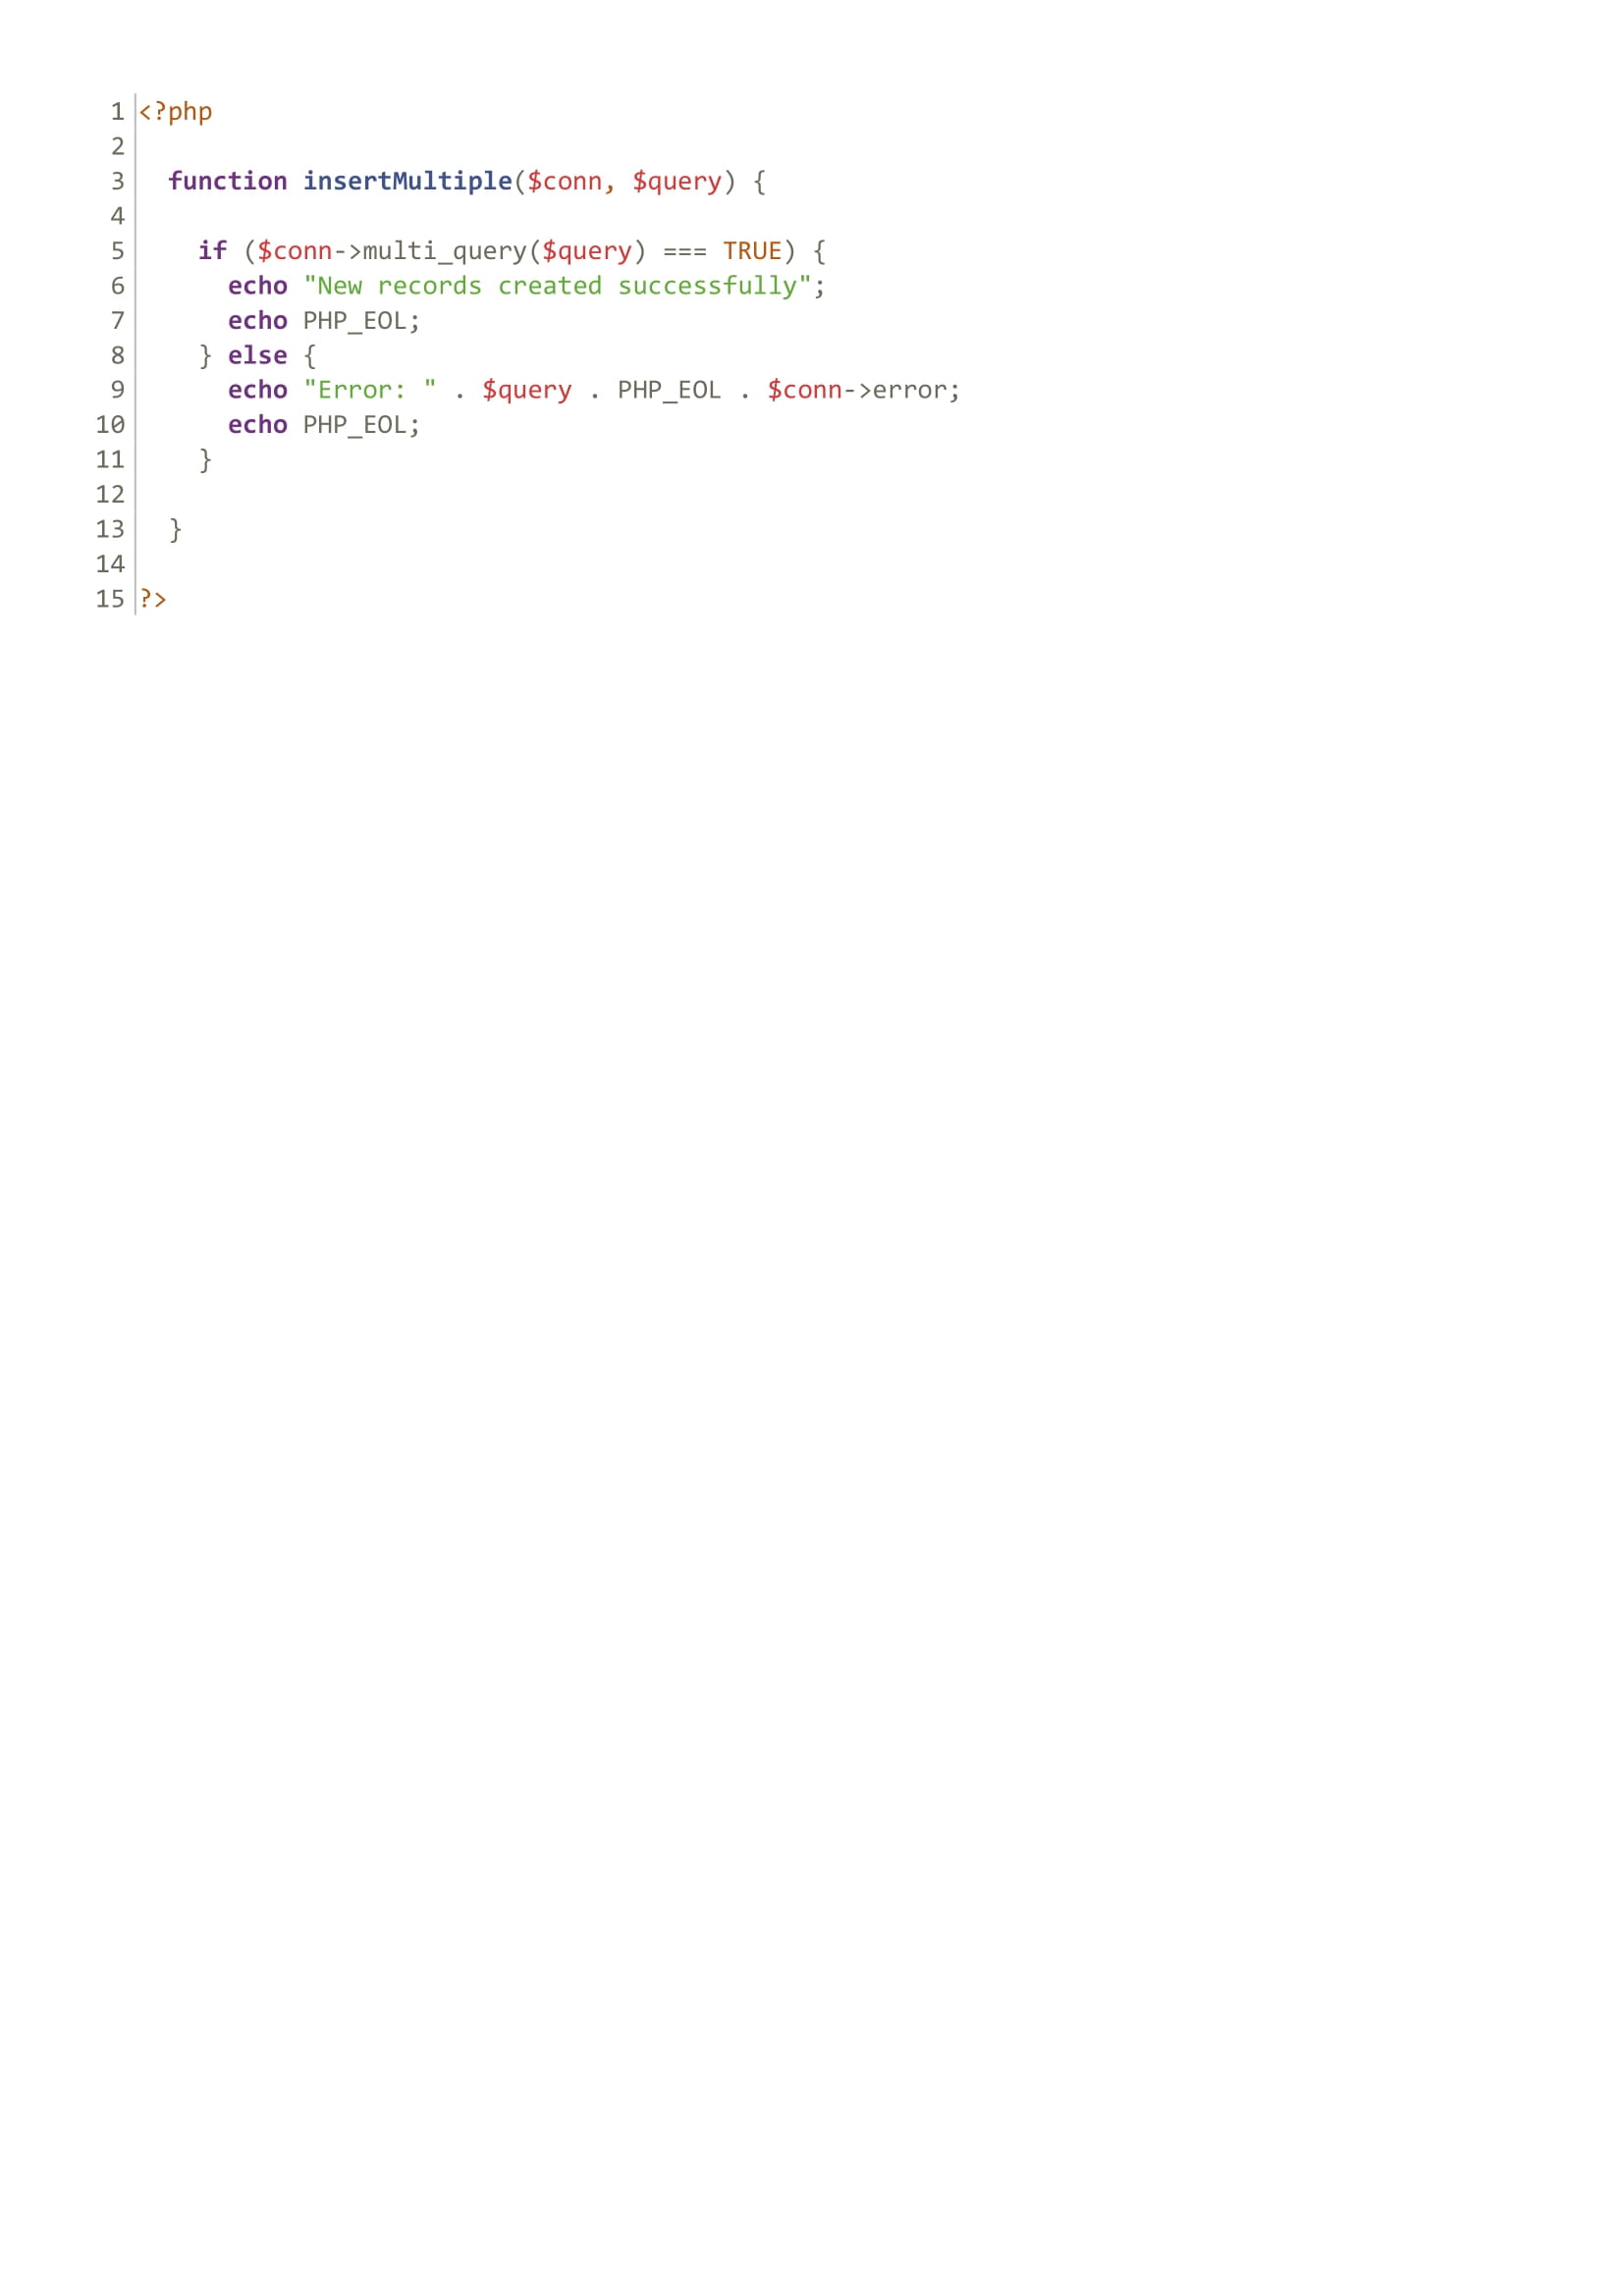 1 <?php
2
3   function insertMultiple($conn, $query) {
4
5     if ($conn->multi_query($query) === TRUE) {
6       echo "New records created successfully";
7       echo PHP_EOL;
8     } else {
9       echo "Error: " . $query . PHP_EOL . $conn->error;
10       echo PHP_EOL;
11     }
12
13   }
14
15 ?>